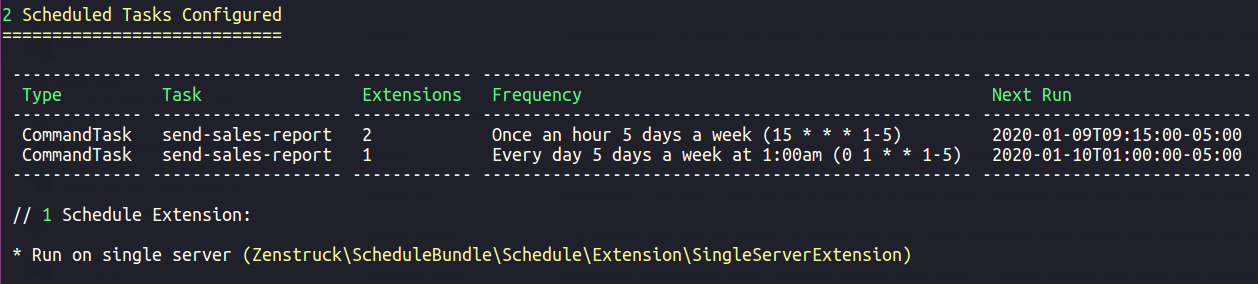 2 Scheduled Tasks Configured
============================
------------- ------------------- ------------ ------------------------------------------------- ---------------------------
Type Task Extensions Frequency Next Run
------------- ------------------- ------------ ------------------------------------------------- ---------------------------
CommandTask send-sales-report 2 Once an hour 5 days a week (15 * * * 1-5) 2020-01-09T09:15:00-05:00
CommandTask send-sales-report 1 Every day 5 days a week at 1:00am (0 1 * * 1-5) 2020-01-10T01:00:00-05:00
------------- ------------------- ------------ ------------------------------------------------- ---------------------------
// 1 Schedule Extension:
* Run on single server (Zenstruck\ScheduleBundle\Schedule\Extension\SingleServerExtension)